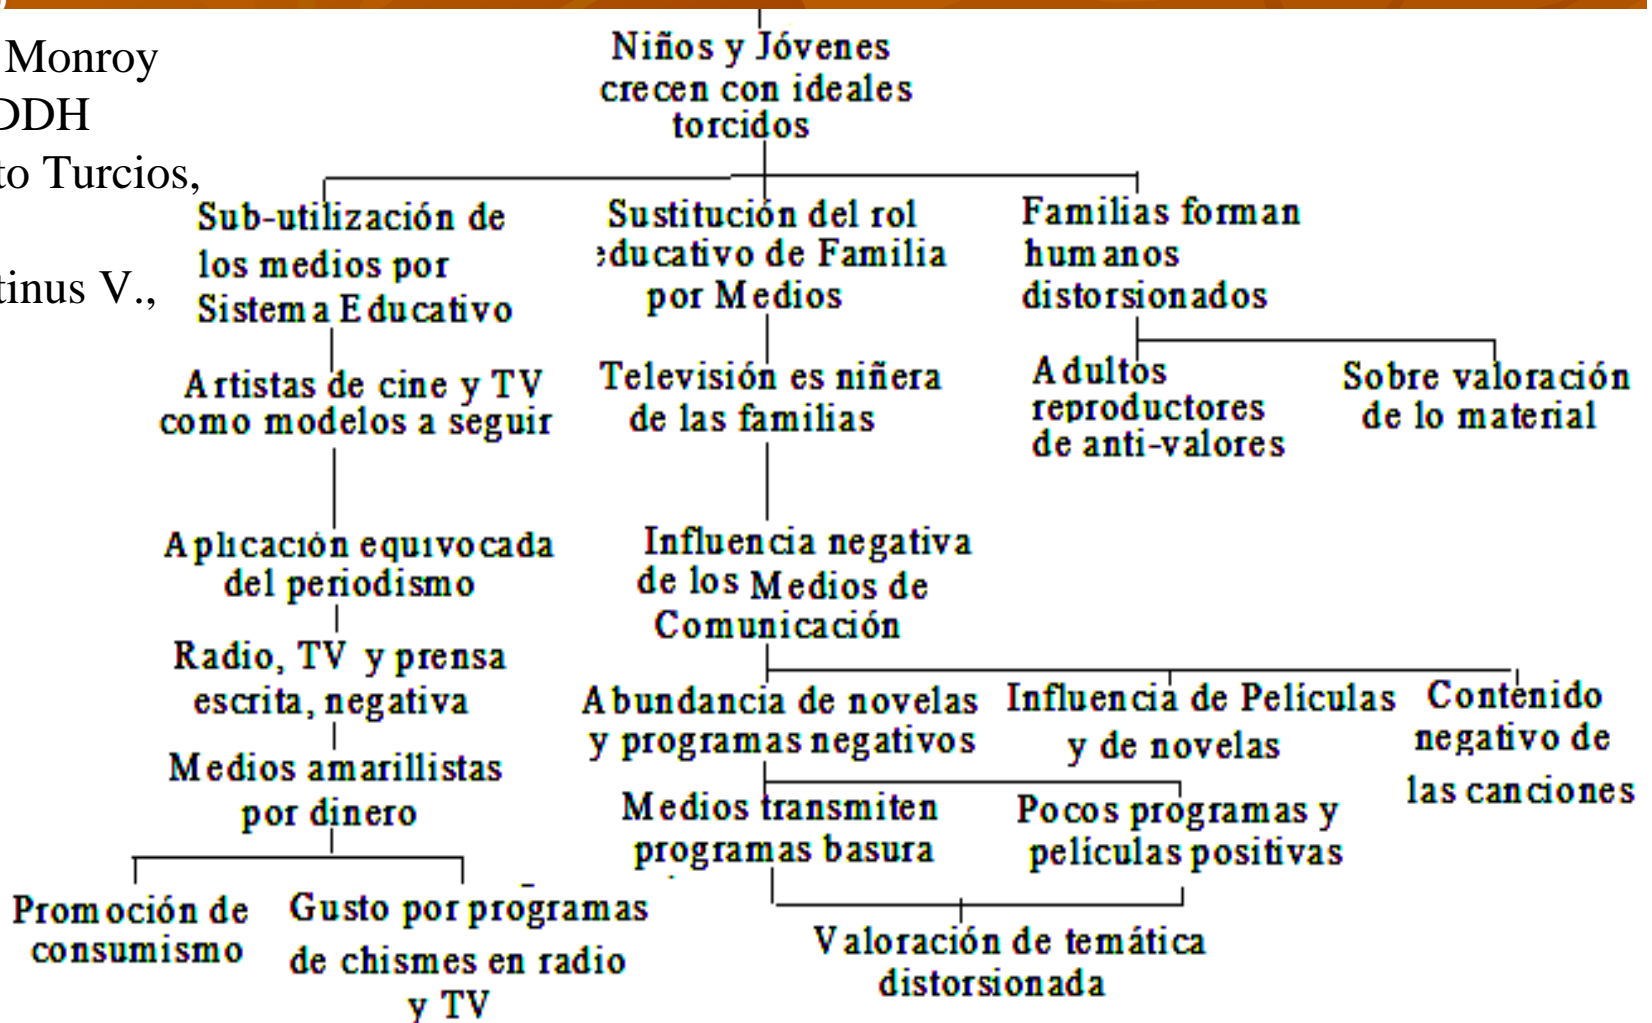 Monroy
DDH
to Turcios,
tinus V.,
Niños y Jóvenes
crecen con ideales
torcidos
Sub-utilización de
los medios por
Sistema Educativo
Sustitución del rol
educativo de Familia
por Medios
Familias forman
humanos
distorsionados
Artistas de cine y TV
como modelos a seguir
Televisión es niñera
de las familias
Adultos
reproductores
de anti-valores
Sobre valoración
de lo material
Aplicación equivocada
del periodismo
Influencia negativa
de los Medios de
Comunicación
Radio, TV y prensa
escrita, negativa
Abundancia de novelas
y programas negativos
Influencia de Películas
y de novelas
Contenido
negativo de
las canciones
Medios amarillistas
por dinero
Medios transmiten
programas basura
Pocos programas y
películas positivas
Promoción de
consumismo
Gusto por programas
de chismes en radio
y TV
Valoración de temática
distorsionada